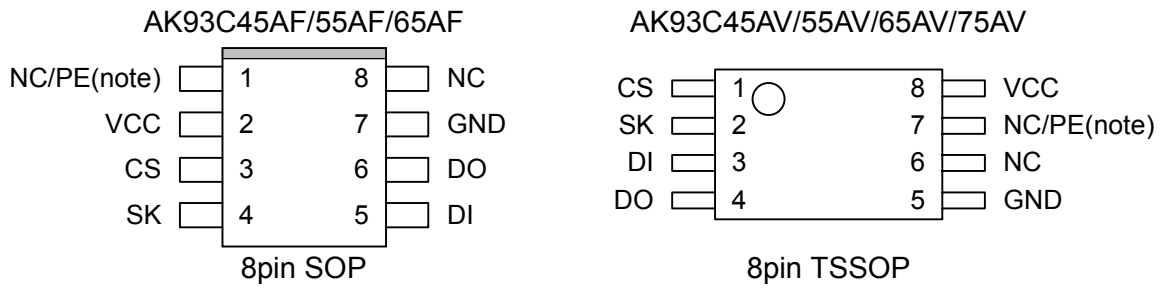 AK93C45AF/55AF/65AF
NC/PE(note) 1 8 NC
VCC 2 7 GND
CS 3 6 DO
SK 4 5 DI
8pin SOP
AK93C45AV/55AV/65AV/75AV
CS 1 8 VCC
SK 2 7 NC/PE(note)
DI 3 6 NC
DO 4 5 GND
8pin TSSOP